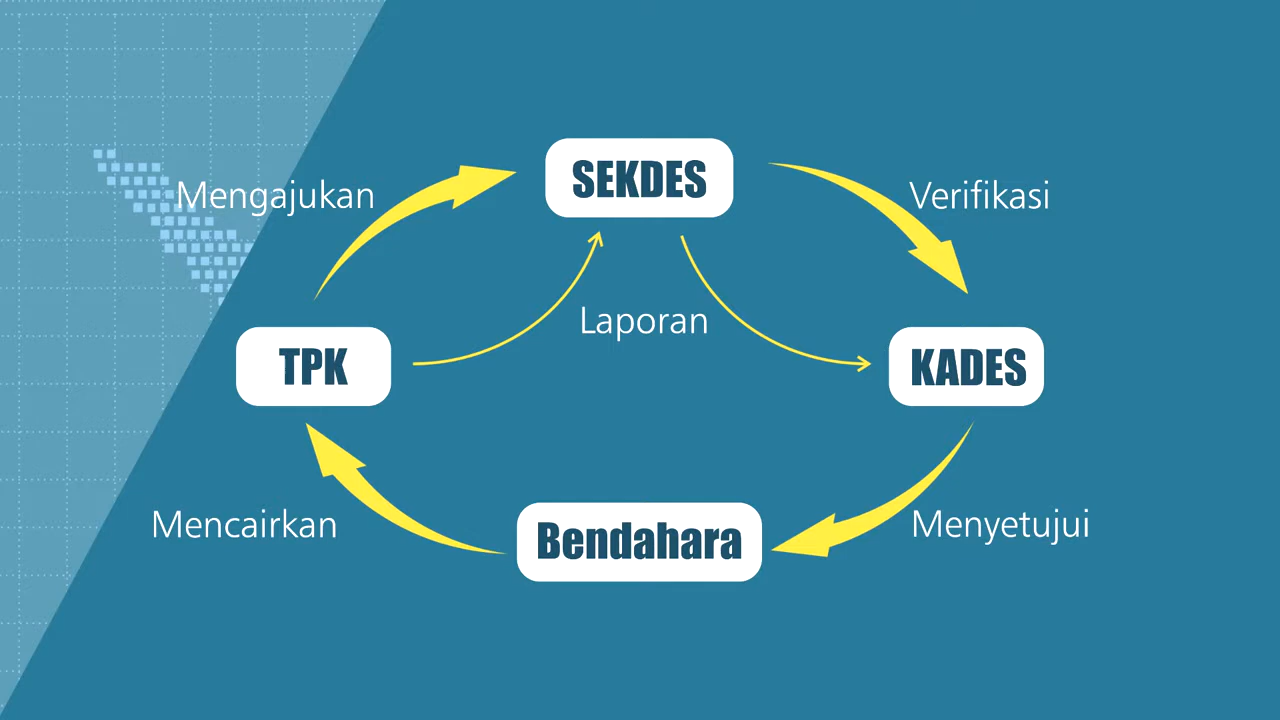 SEKDES
Mengajukan
Verifikasi
Laporan
TPK
KADES
Mencairkan
Bendahara
Menyetujui